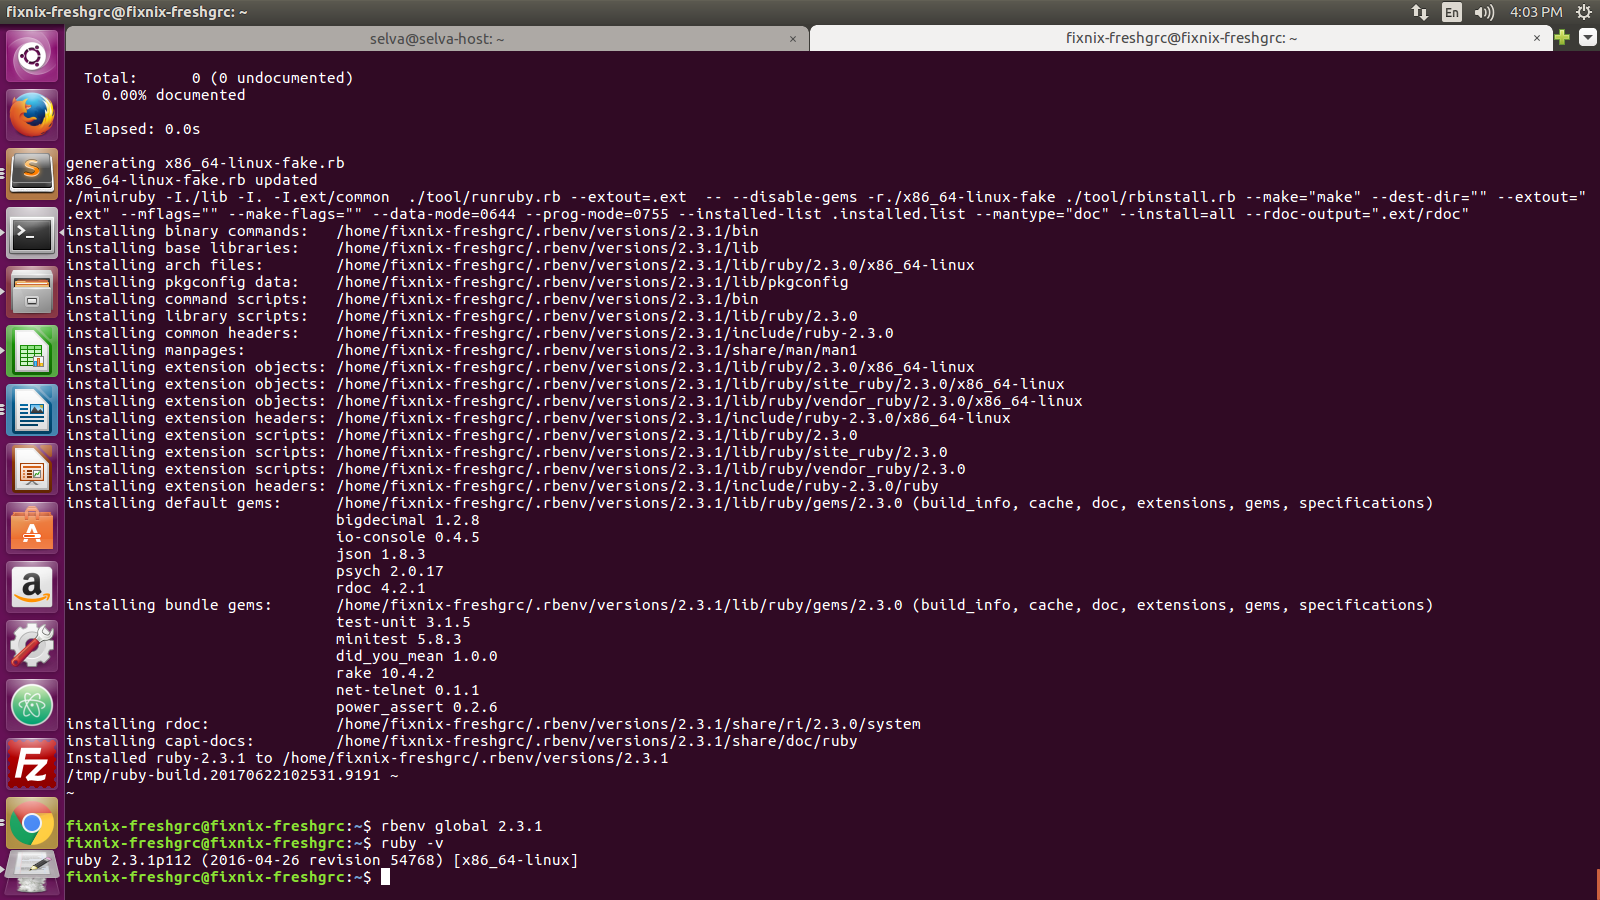 fixnix-freshgrc@fixnix-freshgrc: ~
En
4:03 PM
selva@selva-host: ~ ×
fixnix-freshgrc@fixnix-freshgrc: ~ ×
Total:      0 (0 undocumented)
0.00% documented
Elapsed: 0.0s
generating x86_64-linux-fake.rb
x86_64-linux-fake.rb updated
./miniruby -I./lib -I. -I.ext/common  ./tool/runruby.rb --extout=.ext  -- --disable-gems -r./x86_64-linux-fake ./tool/rbinstall.rb --make="make" --dest-dir="" --extout="
.ext" --mflags="" --make-flags="" --data-mode=0644 --prog-mode=0755 --installed-list .installed.list --mantype="doc" --install=all --rdoc-output=".ext/rdoc"
installing binary commands:   /home/fixnix-freshgrc/.rbenv/versions/2.3.1/bin
installing base libraries:    /home/fixnix-freshgrc/.rbenv/versions/2.3.1/lib
installing arch files:        /home/fixnix-freshgrc/.rbenv/versions/2.3.1/lib/ruby/2.3.0/x86_64-linux
installing pkgconfig data:    /home/fixnix-freshgrc/.rbenv/versions/2.3.1/lib/pkgconfig
installing command scripts:   /home/fixnix-freshgrc/.rbenv/versions/2.3.1/bin
installing library scripts:   /home/fixnix-freshgrc/.rbenv/versions/2.3.1/lib/ruby/2.3.0
installing common headers:    /home/fixnix-freshgrc/.rbenv/versions/2.3.1/include/ruby-2.3.0
installing manpages:          /home/fixnix-freshgrc/.rbenv/versions/2.3.1/share/man/man1
installing extension objects: /home/fixnix-freshgrc/.rbenv/versions/2.3.1/lib/ruby/2.3.0/x86_64-linux
installing extension objects: /home/fixnix-freshgrc/.rbenv/versions/2.3.1/lib/ruby/site_ruby/2.3.0/x86_64-linux
installing extension objects: /home/fixnix-freshgrc/.rbenv/versions/2.3.1/lib/ruby/vendor_ruby/2.3.0/x86_64-linux
installing extension headers: /home/fixnix-freshgrc/.rbenv/versions/2.3.1/include/ruby-2.3.0/x86_64-linux
installing extension scripts: /home/fixnix-freshgrc/.rbenv/versions/2.3.1/lib/ruby/2.3.0
installing extension scripts: /home/fixnix-freshgrc/.rbenv/versions/2.3.1/lib/ruby/site_ruby/2.3.0
installing extension scripts: /home/fixnix-freshgrc/.rbenv/versions/2.3.1/lib/ruby/vendor_ruby/2.3.0
installing extension headers: /home/fixnix-freshgrc/.rbenv/versions/2.3.1/include/ruby-2.3.0/ruby
installing default gems:      /home/fixnix-freshgrc/.rbenv/versions/2.3.1/lib/ruby/gems/2.3.0 (build_info, cache, doc, extensions, gems, specifications)
bigdecimal 1.2.8
io-console 0.4.5
json 1.8.3
psych 2.0.17
rdoc 4.2.1
installing bundle gems:       /home/fixnix-freshgrc/.rbenv/versions/2.3.1/lib/ruby/gems/2.3.0 (build_info, cache, doc, extensions, gems, specifications)
test-unit 3.1.5
minitest 5.8.3
did_you_mean 1.0.0
rake 10.4.2
net-telnet 0.1.1
power_assert 0.2.6
installing rdoc:              /home/fixnix-freshgrc/.rbenv/versions/2.3.1/share/ri/2.3.0/system
installing capi-docs:         /home/fixnix-freshgrc/.rbenv/versions/2.3.1/share/doc/ruby
Installed ruby-2.3.1 to /home/fixnix-freshgrc/.rbenv/versions/2.3.1
/tmp/ruby-build.20170622102531.9191 ~
~
fixnix-freshgrc@fixnix-freshgrc:~$ rbenv global 2.3.1
fixnix-freshgrc@fixnix-freshgrc:~$ ruby -v
ruby 2.3.1p112 (2016-04-26 revision 54768) [x86_64-linux]
fixnix-freshgrc@fixnix-freshgrc:~$